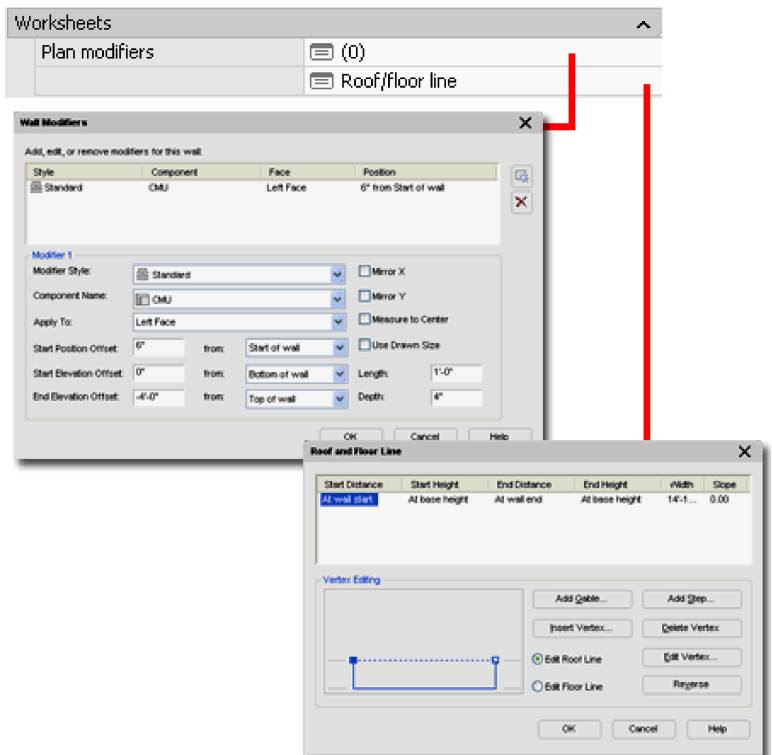 Worksheets
Plan modifiers (0)
Roof/floor line
Wall Modifiers
Add, edit, or remove modifiers for this wall:
Style Component Face Position
Standard CMU Left Face 6" from Start of wall
Modifier 1
Modifier Style: Standard Mirror X
Component Name: CMU Mirror Y
Apply To: Left Face Measure to Center
Start Position Offset: 6" from: Start of wall Use Drawn Size
Start Elevation Offset: 0" from: Bottom of wall Length: 1'-0"
End Elevation Offset: -4'-0" from: Top of wall Depth: 4"
OK Cancel Help
Roof and Floor Line
Start Distance Start Height End Distance End Height Width Slope
At wall start At base height At wall end At base height 14'-1... 0.00
Vertex Editing
Add Gable... Add Step...
Insert Vertex... Delete Vertex
Edit Roof Line Edit Vertex...
Edit Floor Line Reverse
OK Cancel Help